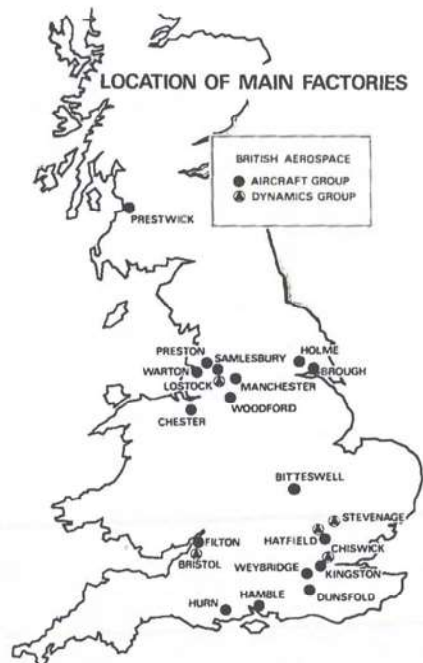 LOCATION OF MAIN FACTORIES
BRITISH AEROSPACE
AIRCRAFT GROUP
DYNAMICS GROUP
PRESTWICK
PRESTON
SAMLESBURY
HOLME
WARTON
BROUGH
LOSTOCK
MANCHESTER
WOODFORD
CHESTER
BITTESWELL
STEVENAGE
FILTON
HATFIELD
CHISWICK
BRISTOL
WEYBRIDGE
KINGSTON
DUNSFOLD
HAMBLE
HURN